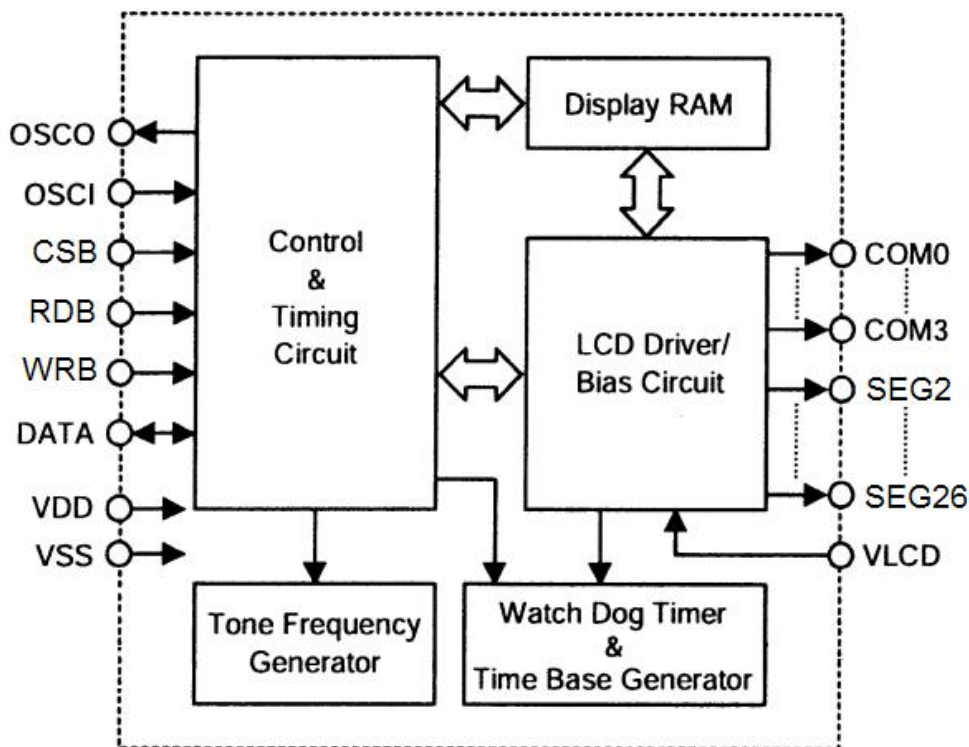 OSCO
OSCI
CSB
RDB
WRB
DATA
VDD
VSS
Control
&
Timing
Circuit
Display RAM
LCD Driver/
Bias Circuit
COM0
COM3
SEG2
SEG26
VLCD
Tone Frequency
Generator
Watch Dog Timer
&
Time Base Generator